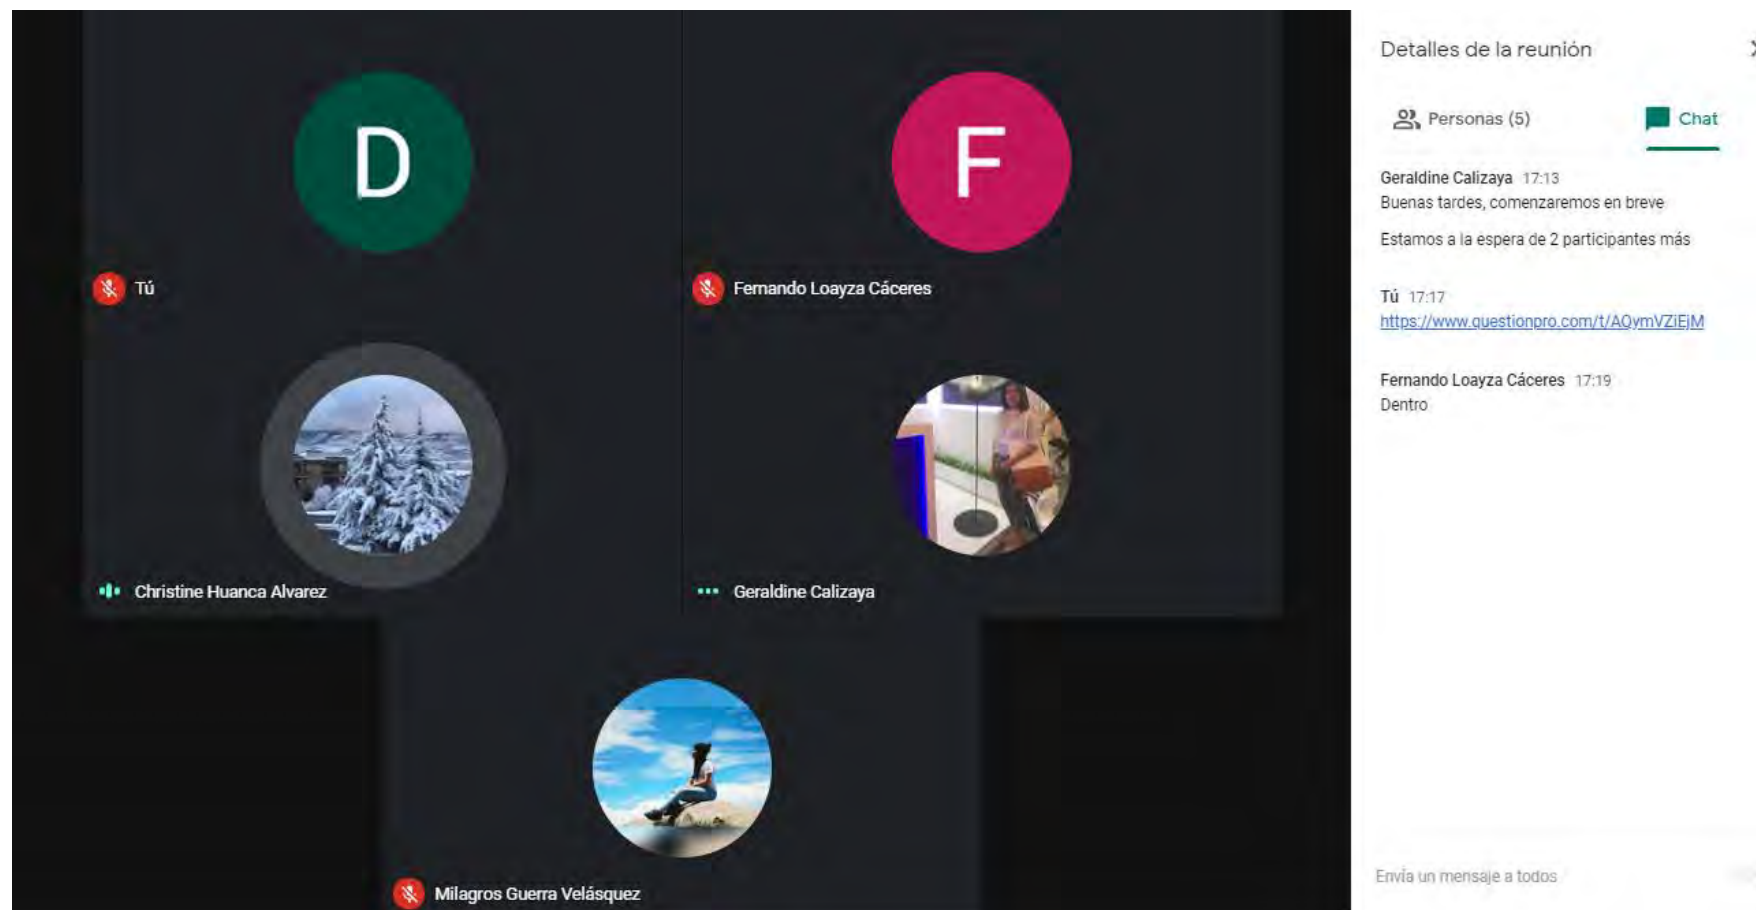 D
F
Tú
Fernando Loayza Cáceres
Christine Huanca Alvarez
Geraldine Calizaya
Milagros Guerra Velásquez
Detalles de la reunión
Personas (5)
Chat
Geraldine Calizaya 17:13
Buenas tardes, comenzaremos en breve
Estamos a la espera de 2 participantes más
Tú 17:17
https://www.questionpro.com/t/AQymVZiEjM
Fernando Loayza Cáceres 17:19
Dentro
Envía un mensaje a todos